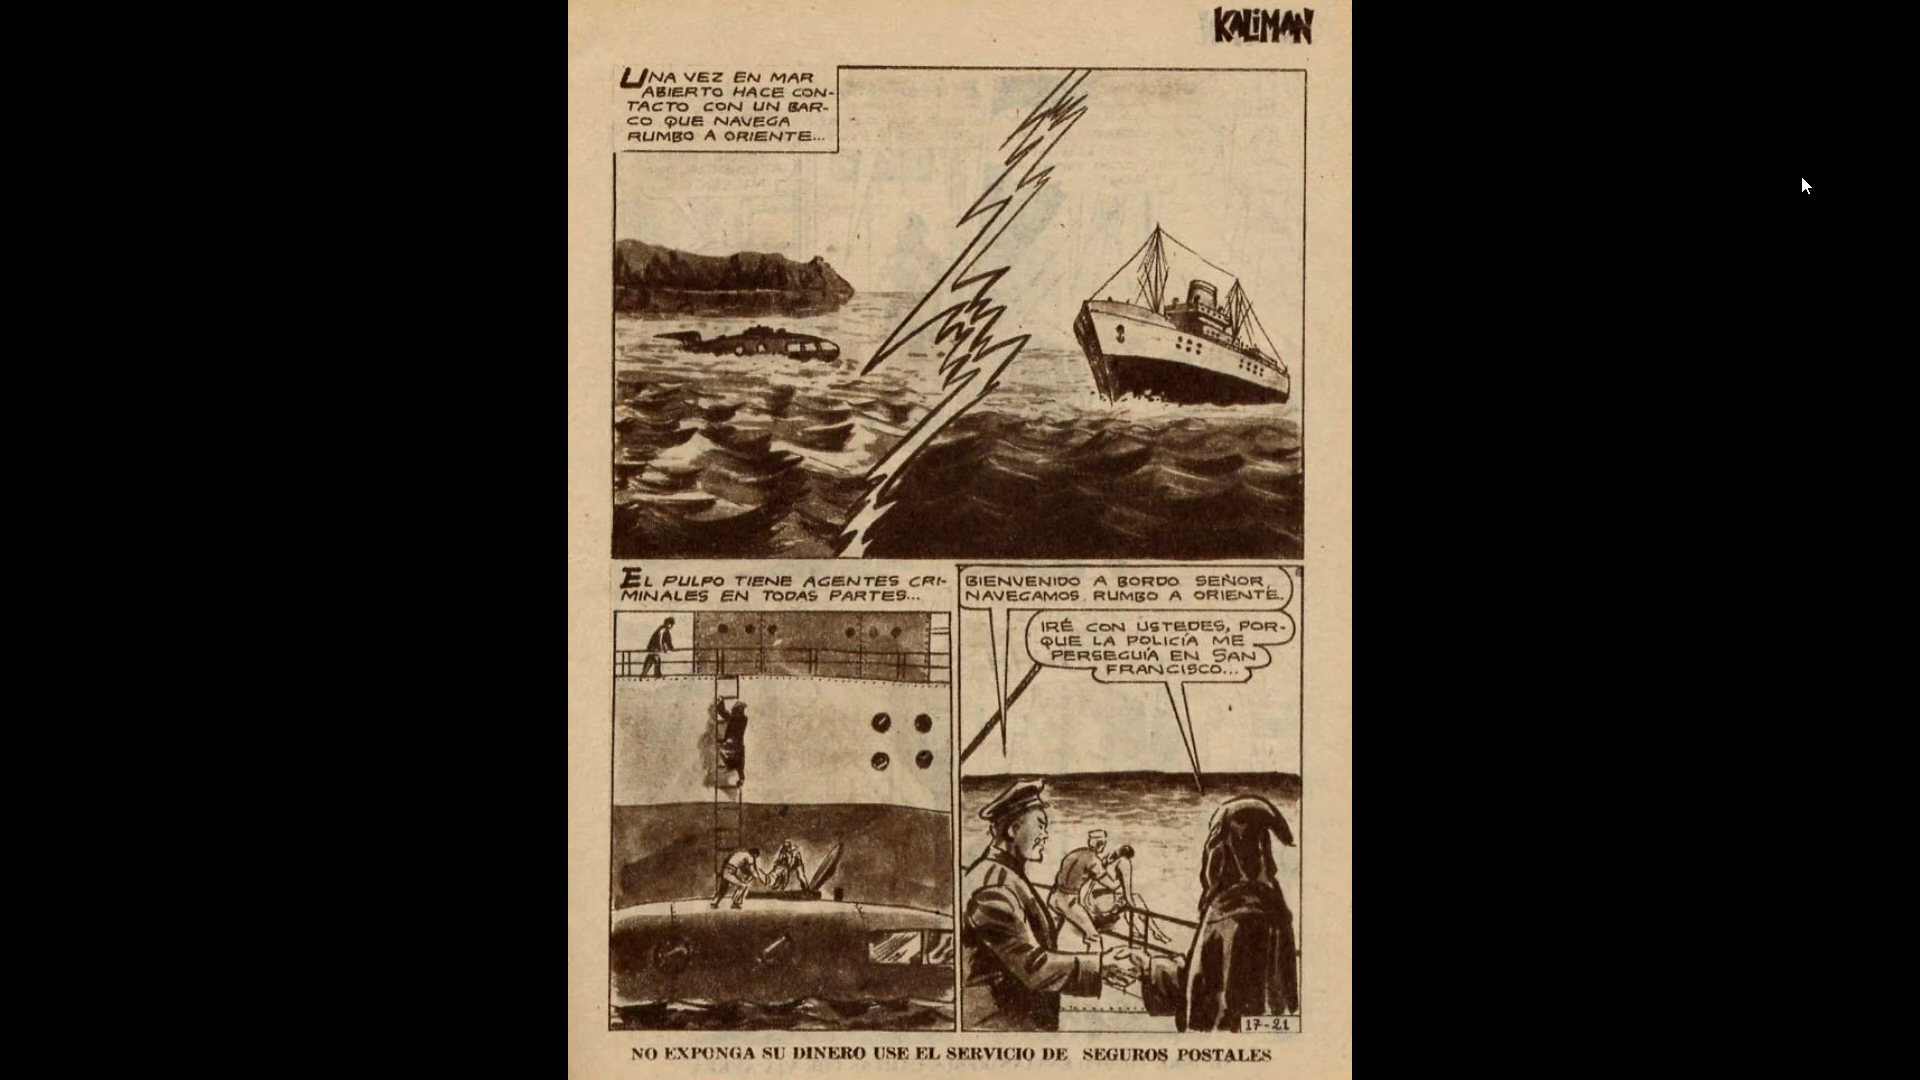 KALIMAN
UNA VEZ EN MAR
ABIERTO HACE CON-
TACTO CON UN BAR-
CO QUE NAVEGA
RUMBO A ORIENTE...
EL PULPO TIENE AGENTES CRI-
MINALES EN TODAS PARTES...
BIENVENIDO A BORDO SEÑOR,
NAVEGAMOS RUMBO A ORIENTE.
IRÉ CON USTEDES, POR-
QUE LA POLICÍA ME
PERSEGUÍA EN SAN
FRANCISCO...
17-21
NO EXPONGA SU DINERO USE EL SERVICIO DE SEGUROS POSTALES